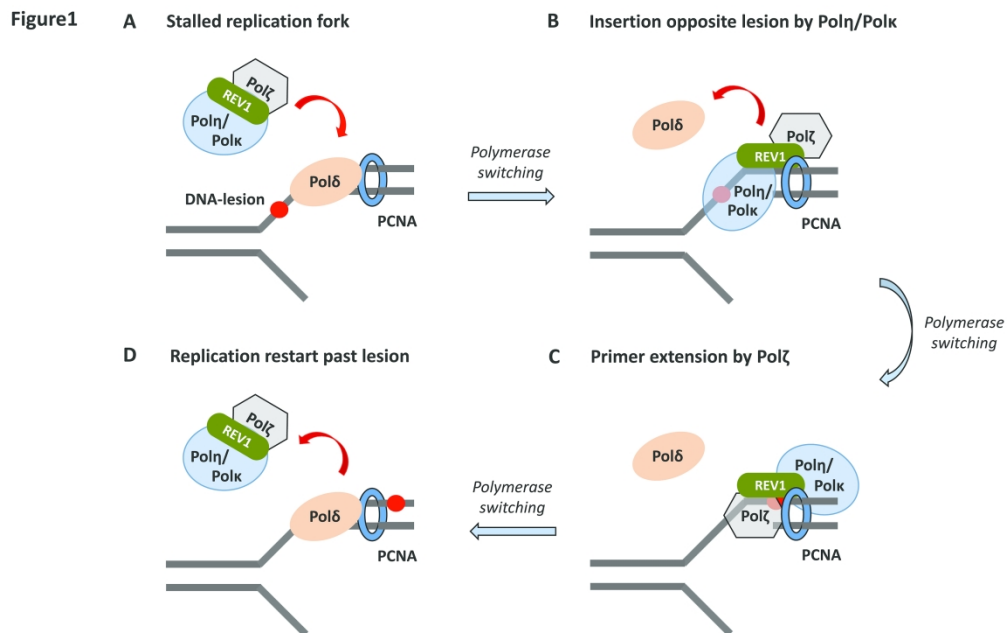 Figure1
A Stalled replication fork
Polζ
REV1
Polη/
Polκ
Polδ
DNA-lesion
PCNA
Polymerase
switching
B Insertion opposite lesion by Polη/Polκ
Polδ
Polζ
REV1
Polη/
Polκ
PCNA
Polymerase
switching
D Replication restart past lesion
Polζ
REV1
Polη/
Polκ
Polδ
PCNA
Polymerase
switching
C Primer extension by Polζ
Polδ
Polη/
Polκ
REV1
Polζ
PCNA